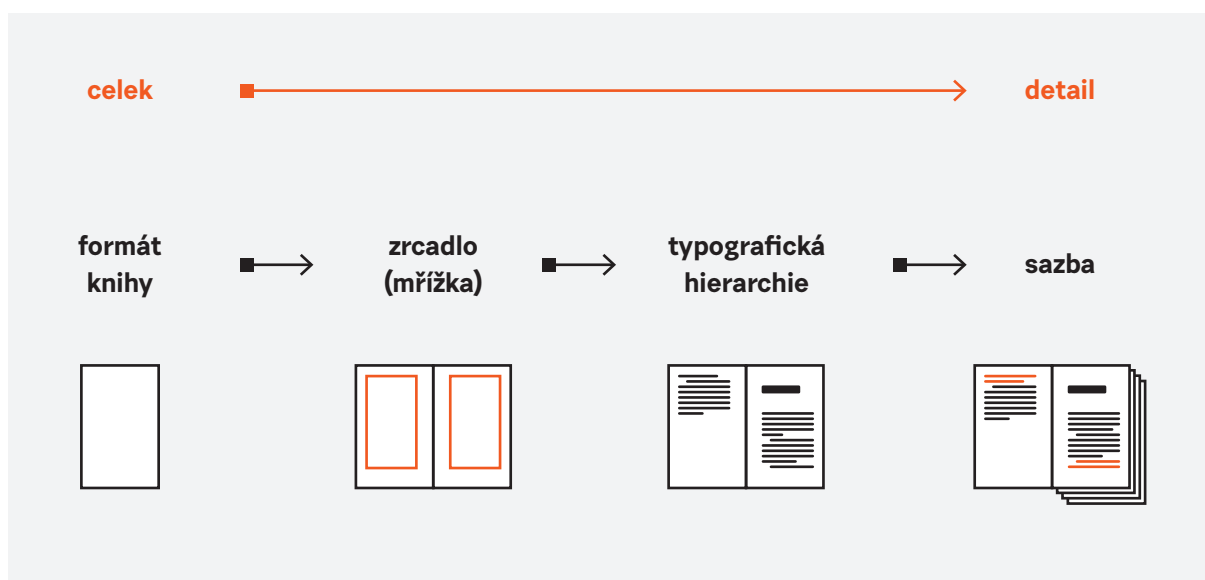 celek
detail
formát
knihy
zrcadlo
(mřížka)
typografická
hierarchie
sazba